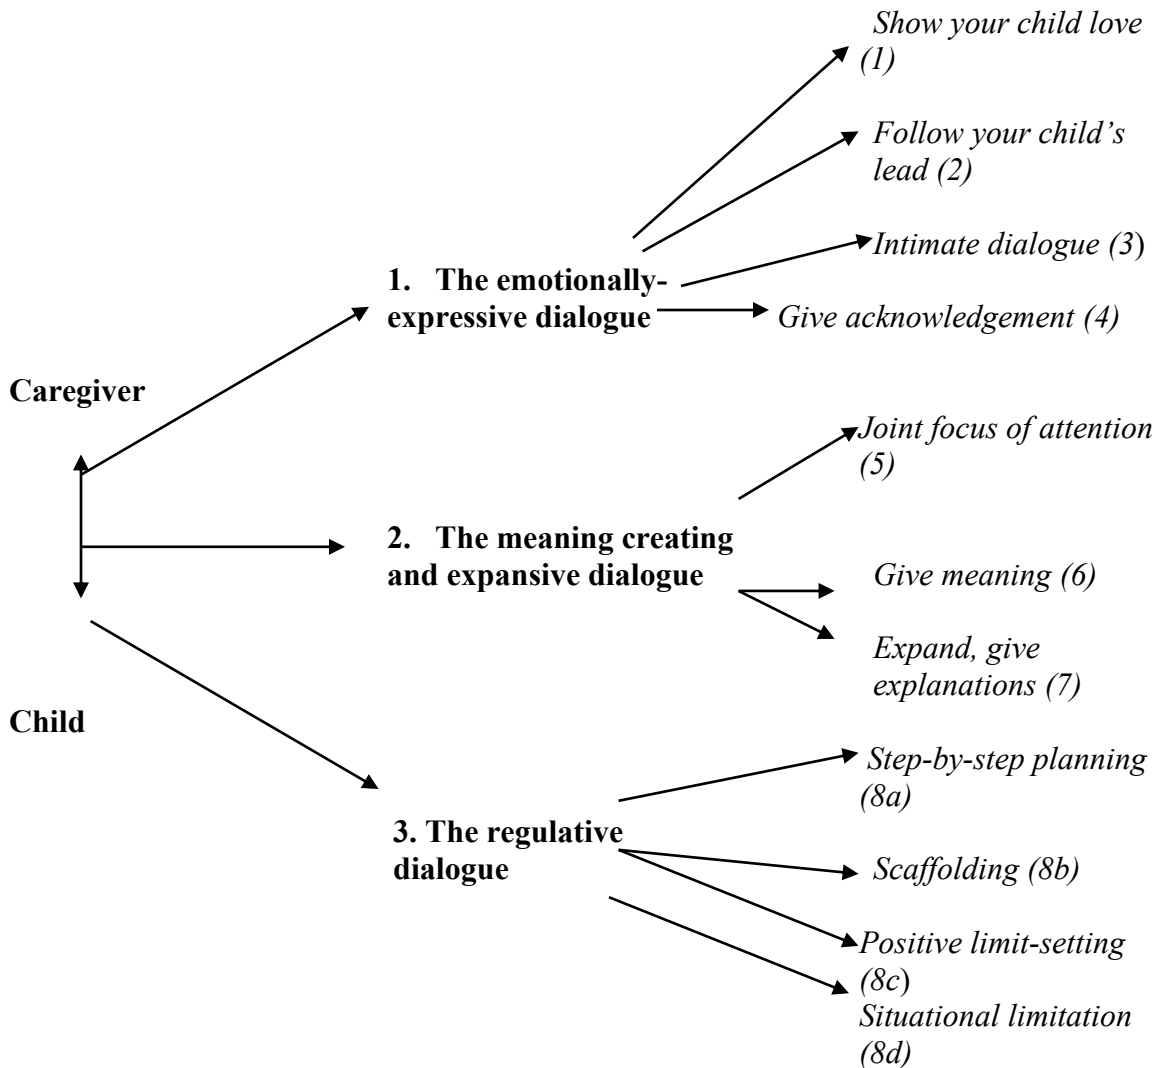 Show your child love
(1)
Follow your child’s
lead (2)
Intimate dialogue (3)
1. The emotionally-
expressive dialogue
Give acknowledgement (4)
Caregiver
Joint focus of attention
(5)
2. The meaning creating
and expansive dialogue
Give meaning (6)
Expand, give
explanations (7)
Child
Step-by-step planning
(8a)
3. The regulative
dialogue
Scaffolding (8b)
Positive limit-setting
(8c)
Situational limitation
(8d)